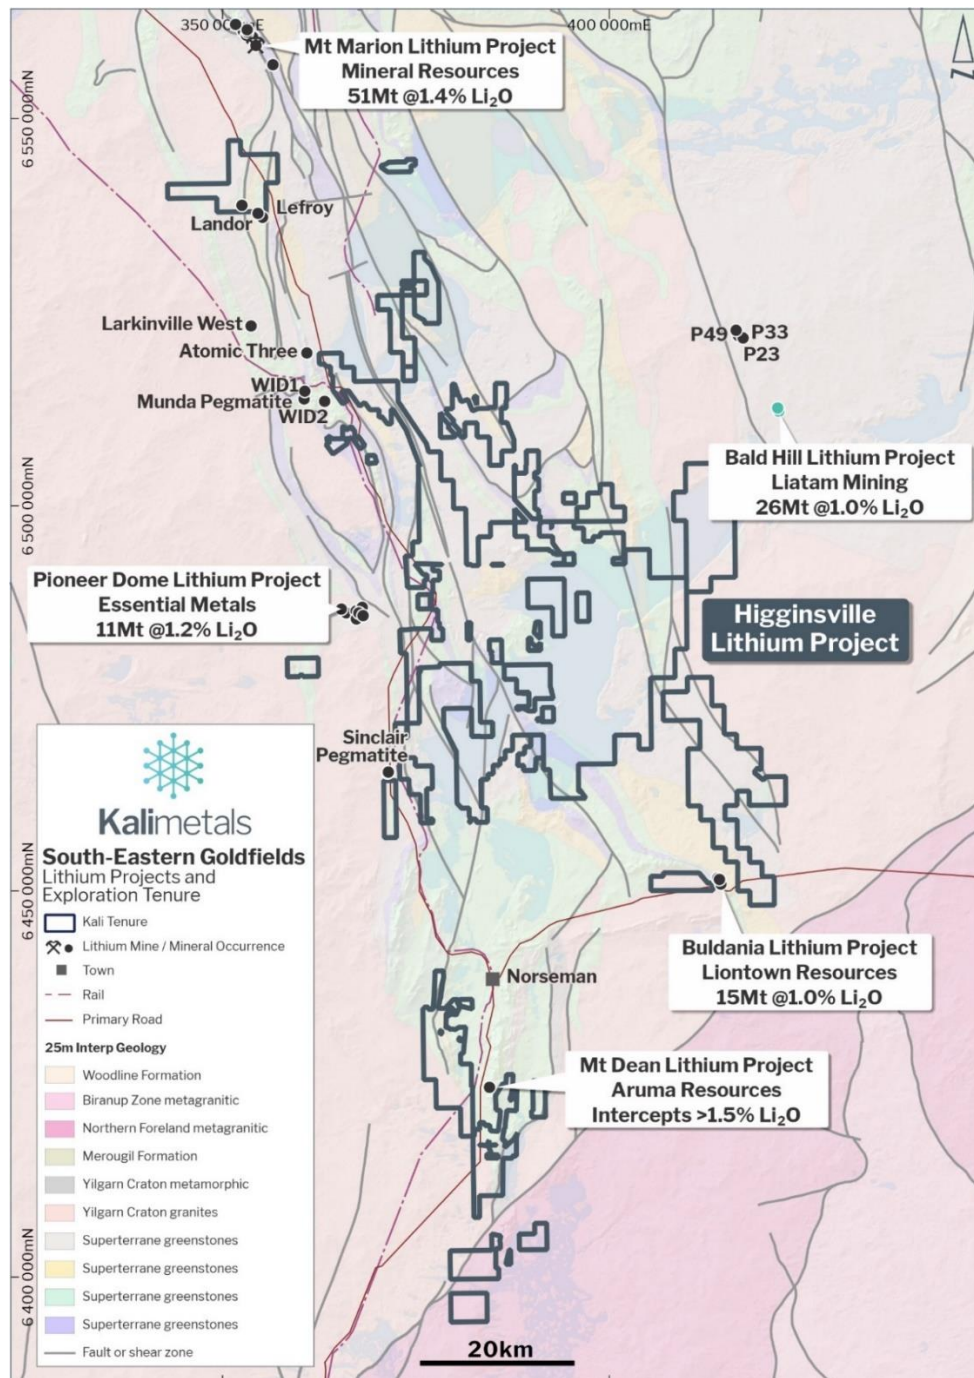 350 000mE
400 000mE
N
Mt Marion Lithium Project
Mineral Resources
51Mt @1.4% Li₂O
6 550 000mN
Lefroy
Landor
Larkinville West
Atomic Three
WID1
Munda Pegmatite
WID2
P49
P33
P23
Bald Hill Lithium Project
Liatam Mining
26Mt @1.0% Li₂O
6 500 000mN
Pioneer Dome Lithium Project
Essential Metals
11Mt @1.2% Li₂O
Higginsville
Lithium Project
Sinclair
Pegmatite
Kalimetals
South-Eastern Goldfields
Lithium Projects and
Exploration Tenure
Kali Tenure
Lithium Mine / Mineral Occurrence
Town
Rail
Primary Road
25m Interp Geology
Woodline Formation
Biranup Zone metagranitic
Northern Foreland metagranitic
Merougil Formation
Yilgarn Craton metamorphic
Yilgarn Craton granites
Superterrane greenstones
Superterrane greenstones
Superterrane greenstones
Superterrane greenstones
Fault or shear zone
6 450 000mN
Buldania Lithium Project
Liontown Resources
15Mt @1.0% Li₂O
Norseman
Mt Dean Lithium Project
Aruma Resources
Intercepts >1.5% Li₂O
6 400 000mN
20km